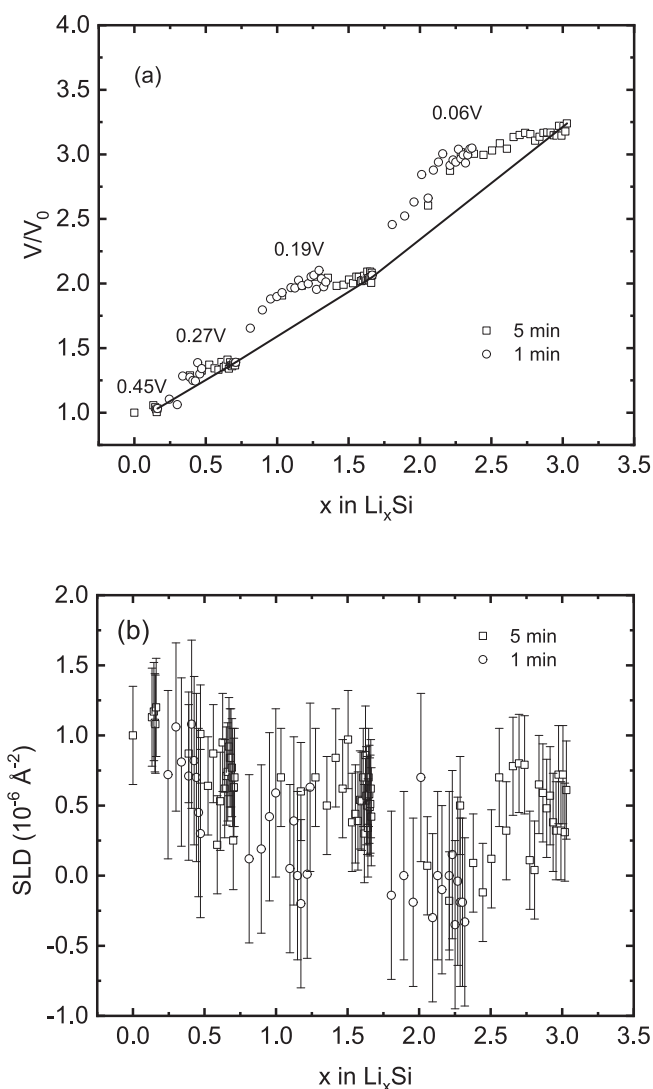 (a)
4.0
3.5
3.0
2.5
2.0
1.5
1.0
V/V₀
0.06V
0.19V
0.27V
0.45V
5 min
1 min
0.0 0.5 1.0 1.5 2.0 2.5 3.0 3.5
x in LiₓSi
(b)
2.0
1.5
1.0
0.5
0.0
-0.5
-1.0
SLD (10⁻⁶ Å⁻²)
5 min
1 min
0.0 0.5 1.0 1.5 2.0 2.5 3.0 3.5
x in LiₓSi